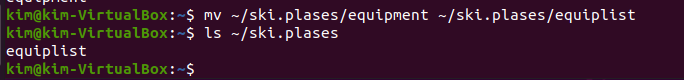 kim@kim-VirtualBox:~$ mv ~/ski.plases/equipment ~/ski.plases/equiplist
kim@kim-VirtualBox:~$ ls ~/ski.plases
equiplist
kim@kim-VirtualBox:~$